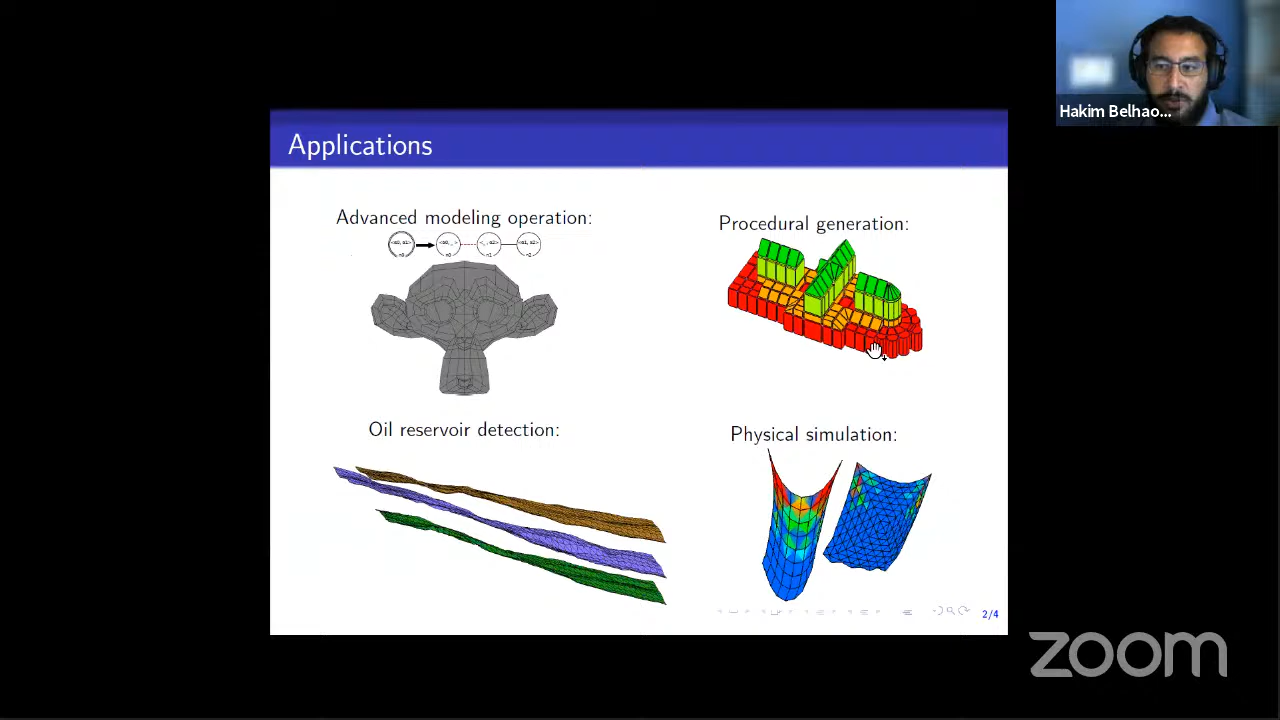 Hakim Belhao...
Applications
Advanced modeling operation:
Procedural generation:
Oil reservoir detection:
Physical simulation:
2/4
zoom